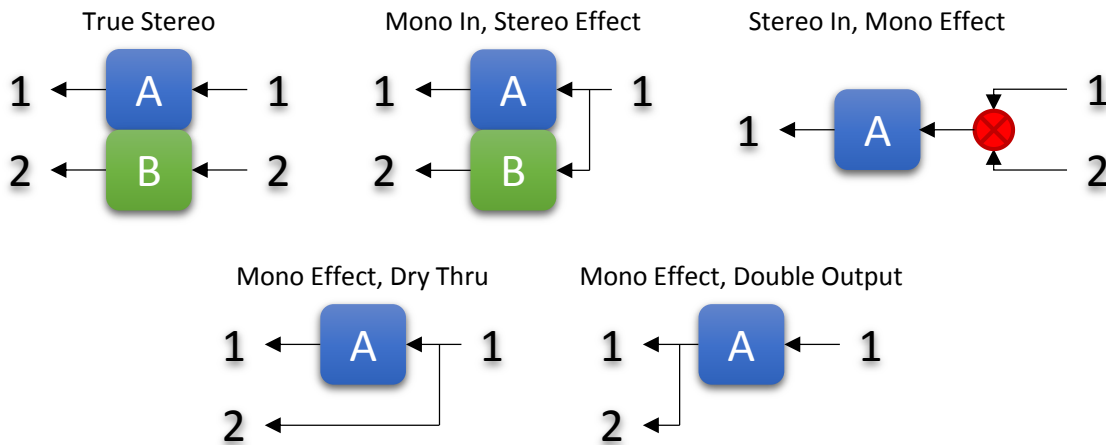 True Stereo
1 A 1
2 B 2
Mono In, Stereo Effect
1 A 1
2 B
Stereo In, Mono Effect
1
1 A
2
Mono Effect, Dry Thru
1 A 1
2
Mono Effect, Double Output
1 A 1
2